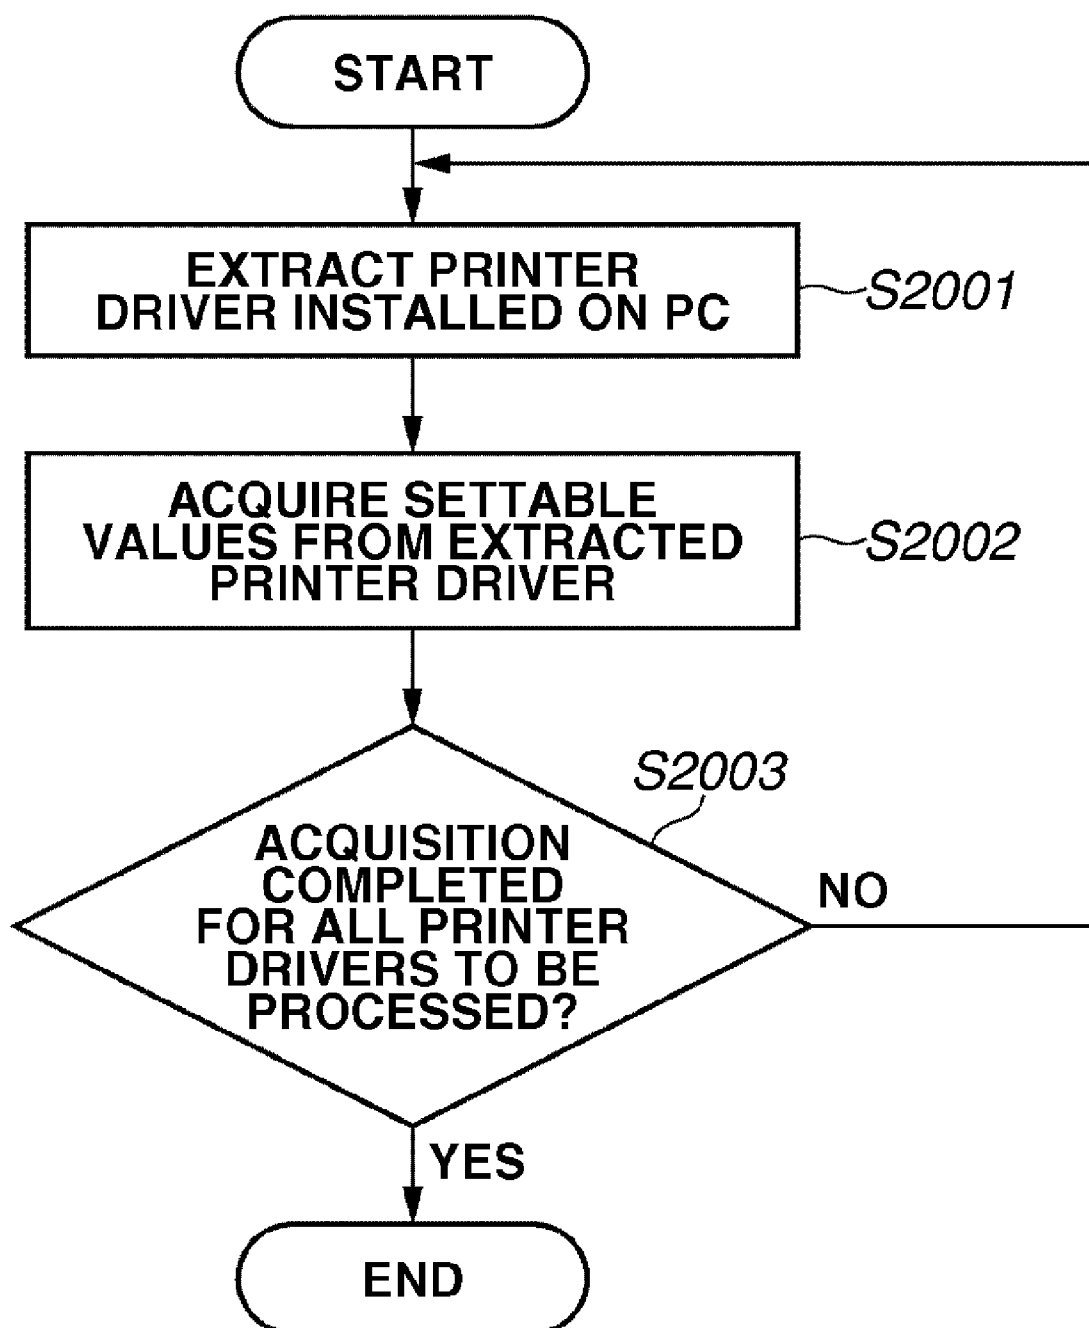 START
EXTRACT PRINTER
DRIVER INSTALLED ON PC
S2001
ACQUIRE SETTABLE
VALUES FROM EXTRACTED
PRINTER DRIVER
S2002
S2003
ACQUISITION
COMPLETED
FOR ALL PRINTER
DRIVERS TO BE
PROCESSED?
NO
YES
END